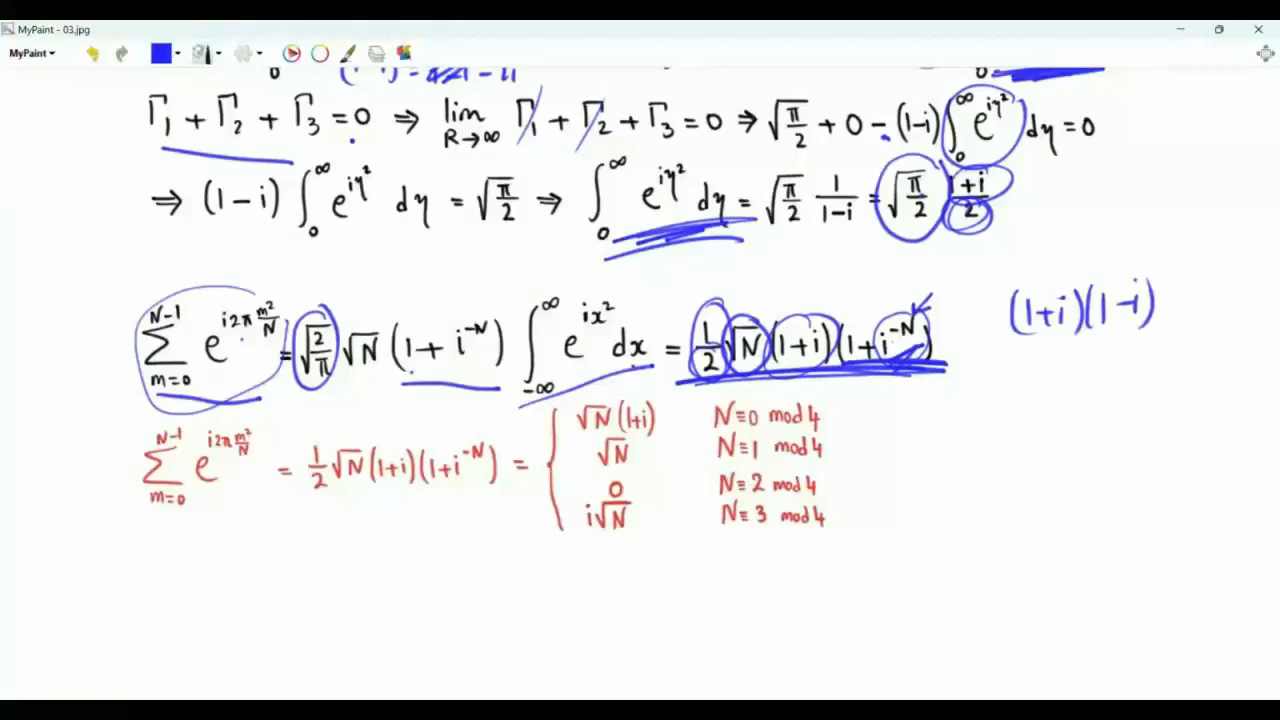 MyPaint - 03.jpg
MyPaint
Γ₁ + Γ₂ + Γ₃ = 0 ⇒ lim R→∞ Γ₁ + Γ₂ + Γ₃ = 0 ⇒ √(π/2) + 0 - (1-i) ∫₀^∞ e^{iy²} dy = 0
⇒ (1-i) ∫₀^∞ e^{iy²} dy = √(π/2) ⇒ ∫₀^∞ e^{iy²} dy = √(π/2) 1/(1-i) = √(π/2) (1+i)/2
∑_{m=0}^{N-1} e^{i2π m²/N} = √(2/π) √N (1 + i^{-N}) ∫_{-∞}^{∞} e^{ix²} dx = 1/2 √N (1+i)(1+i^{-N})
(1+i)(1-i)
∑_{m=0}^{N-1} e^{i2π m²/N} = 1/2 √N (1+i)(1+i^{-N}) = {
√N (1+i) N≡0 mod 4
√N N≡1 mod 4
0 N≡2 mod 4
i√N N≡3 mod 4